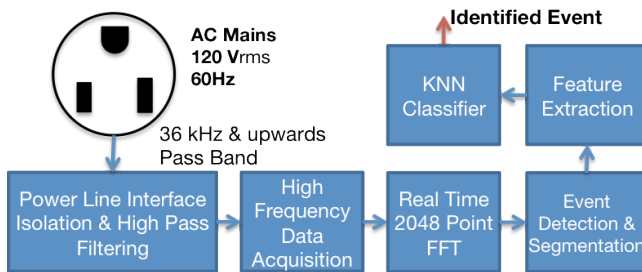 AC Mains
120 Vrms
60Hz
36 kHz & upwards
Pass Band
Power Line Interface
Isolation & High Pass
Filtering
High
Frequency
Data
Acquisition
Real Time
2048 Point
FFT
Event
Detection &
Segmentation
Feature
Extraction
KNN
Classifier
Identified Event